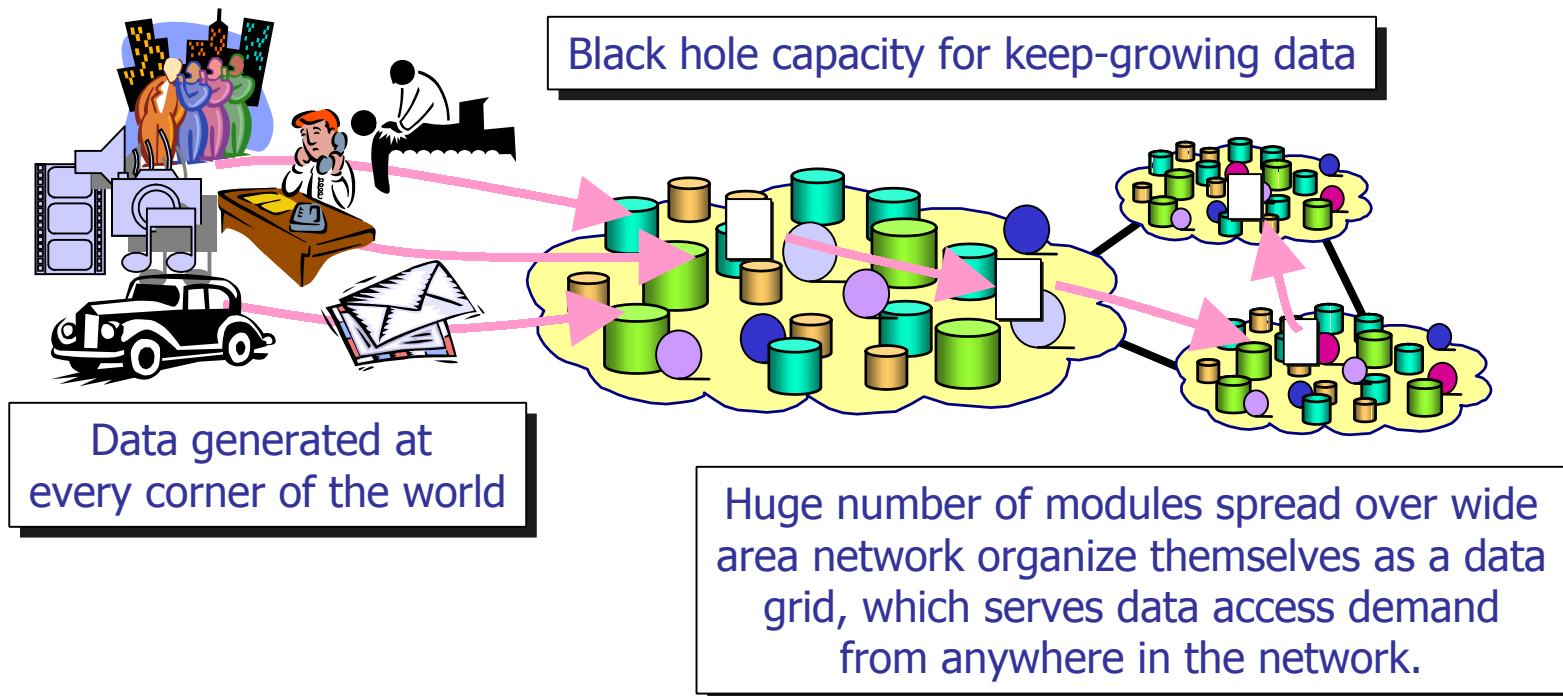 Black hole capacity for keep-growing data
Data generated at
every corner of the world
Huge number of modules spread over wide
area network organize themselves as a data
grid, which serves data access demand
from anywhere in the network.